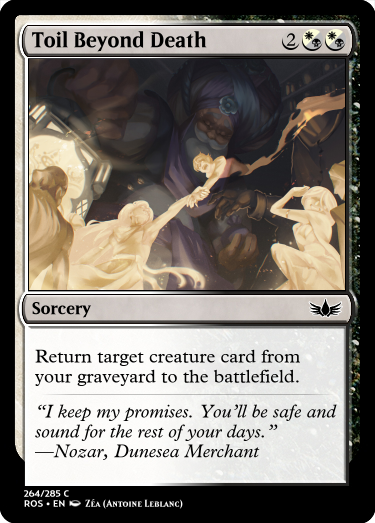 Toil Beyond Death 2
Sorcery
Return target creature card from
your graveyard to the battlefield.
“I keep my promises. You’ll be safe and
sound for the rest of your days.”
—Nozar, Dunesea Merchant
264/285 C
ROS • EN Zéa (Antoine Leblanc)